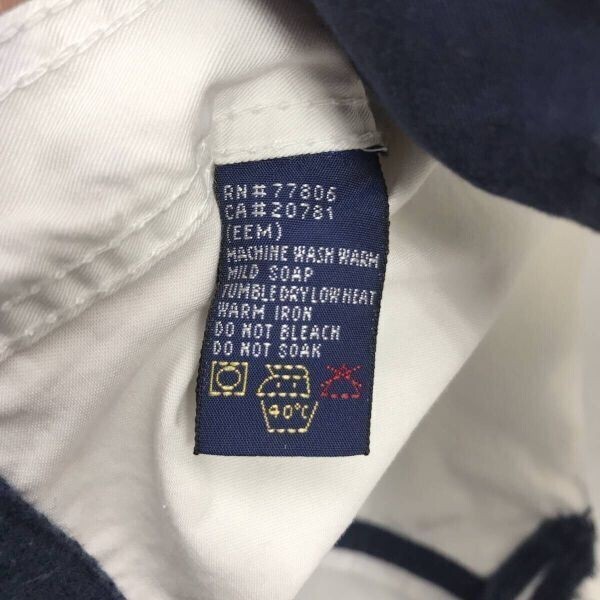 RN#77806
CA#20781
(EEM)
MACHINE WASH WARM
MILD SOAP
TUMBLE DRY LOW HEAT
WARM IRON
DO NOT BLEACH
DO NOT SOAK
40°C